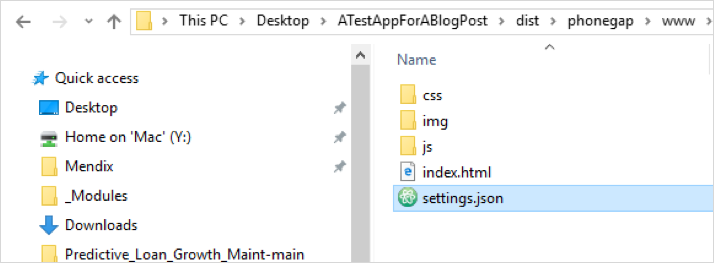 This PC > Desktop > ATestAppForABlogPost > dist > phonegap > www >
Quick access
Desktop
Home on 'Mac' (Y:)
Mendix
_Modules
Downloads
Predictive_Loan_Growth_Maint-main
Name
css
img
js
index.html
settings.json